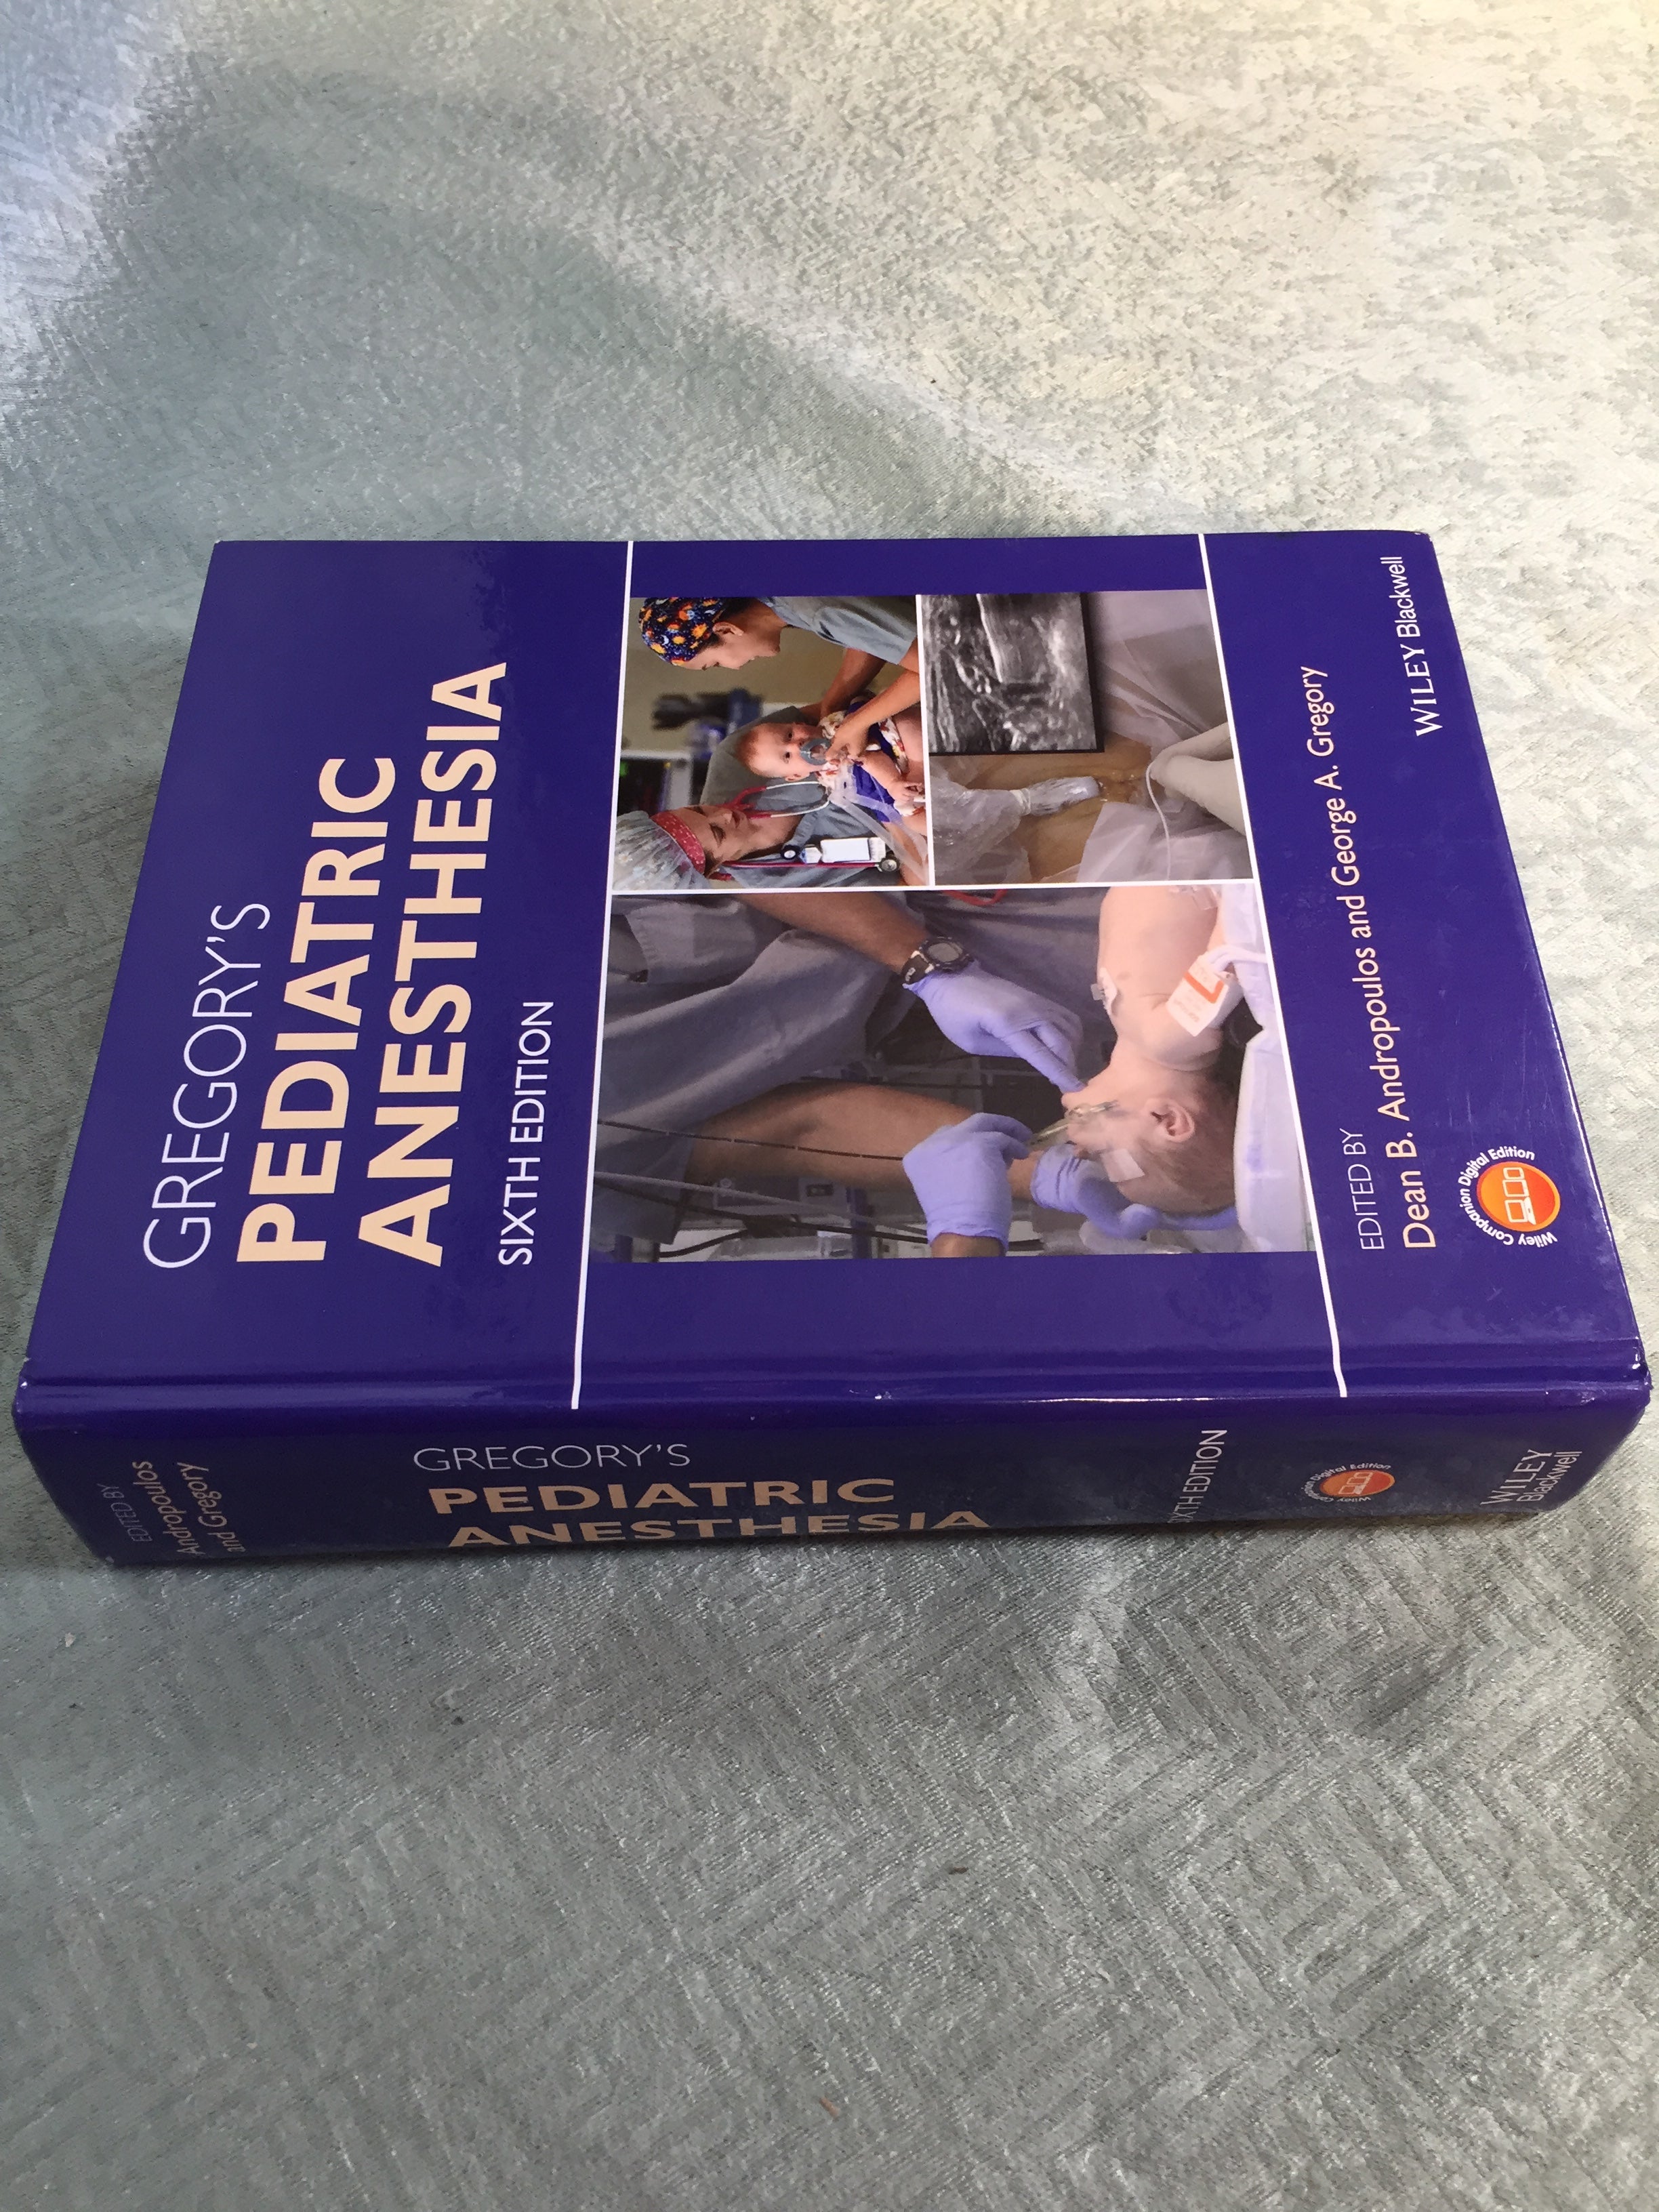 GREGORY'S
PEDIATRIC
ANESTHESIA
SIXTH EDITION
EDITED BY
Dean B. Andropoulos and George A. Gregory
Wiley Companion Digital Edition
WILEY Blackwell
EDITED BY
Andropoulos
and Gregory
GREGORY'S
PEDIATRIC
ANESTHESIA
SIXTH EDITION
Wiley Companion Digital Edition
WILEY
Blackwell